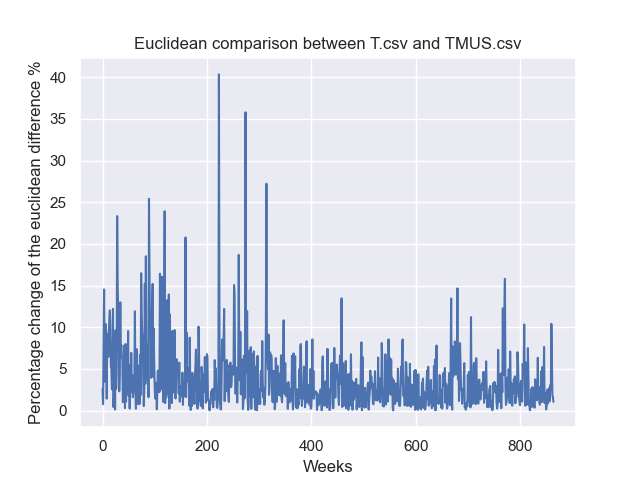 Euclidean comparison between T.csv and TMUS.csv
Percentage change of the euclidean difference %
40
35
30
25
20
15
10
5
0
0 200 400 600 800
Weeks